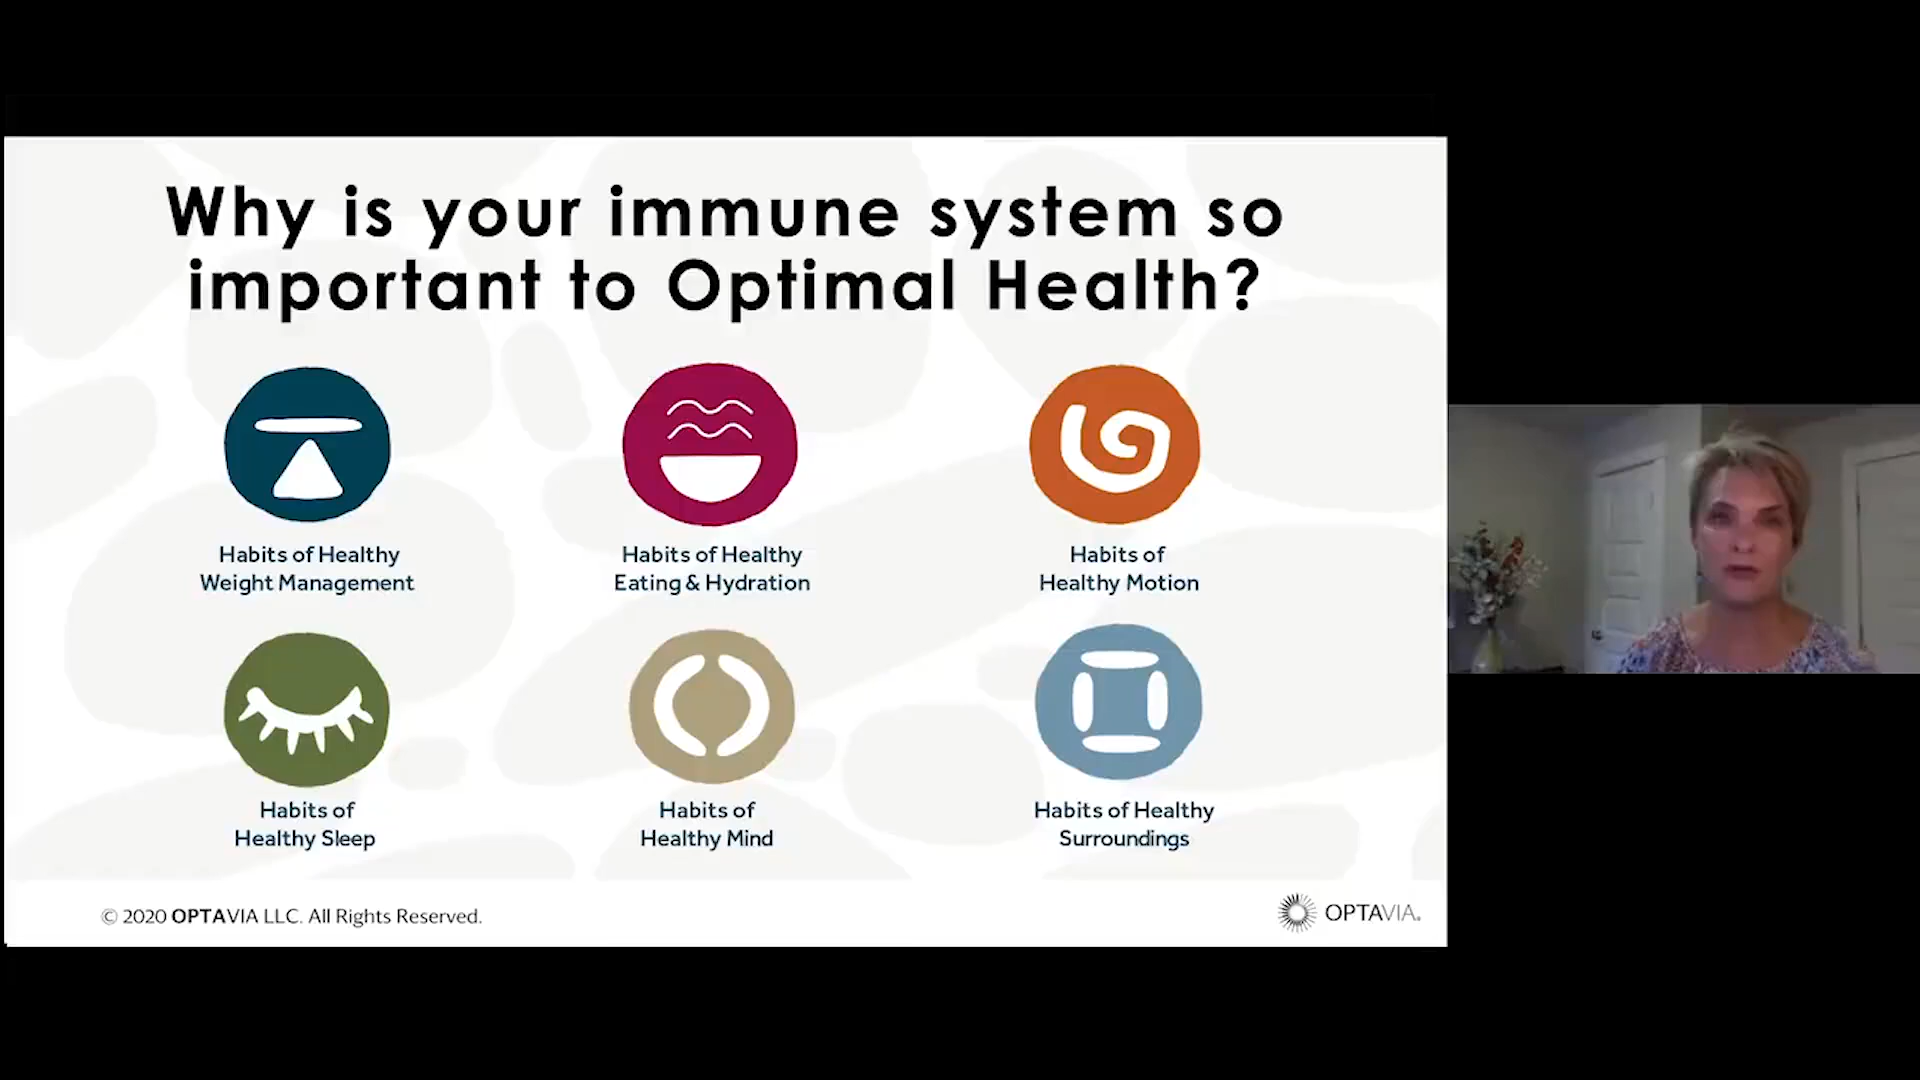 Why is your immune system so
important to Optimal Health?
Habits of Healthy
Weight Management
Habits of Healthy
Eating & Hydration
Habits of
Healthy Motion
Habits of
Healthy Sleep
Habits of
Healthy Mind
Habits of Healthy
Surroundings
© 2020 OPTAVIA LLC. All Rights Reserved.
OPTAVIA®